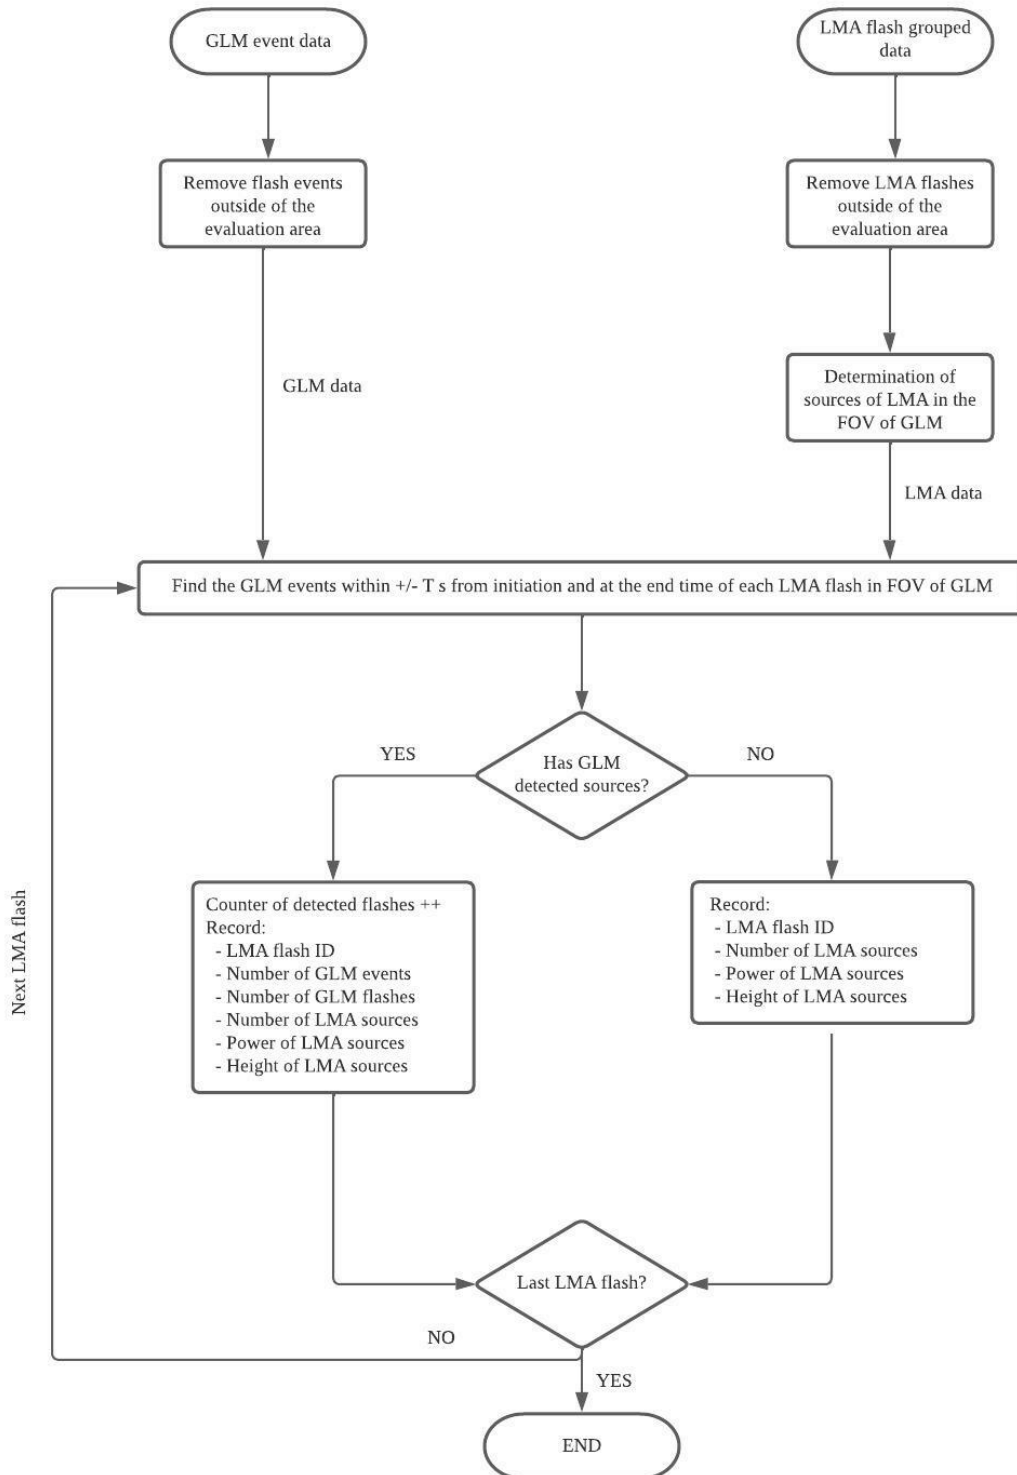 GLM event data
LMA flash grouped
data
Remove flash events
outside of the
evaluation area
Remove LMA flashes
outside of the
evaluation area
GLM data
Determination of
sources of LMA in the
FOV of GLM
LMA data
Find the GLM events within +/- T s from initiation and at the end time of each LMA flash in FOV of GLM
Has GLM
detected sources?
YES
NO
Counter of detected flashes ++
Record:
- LMA flash ID
- Number of GLM events
- Number of GLM flashes
- Number of LMA sources
- Power of LMA sources
- Height of LMA sources
Record:
- LMA flash ID
- Number of LMA sources
- Power of LMA sources
- Height of LMA sources
Next LMA flash
Last LMA flash?
NO
YES
END